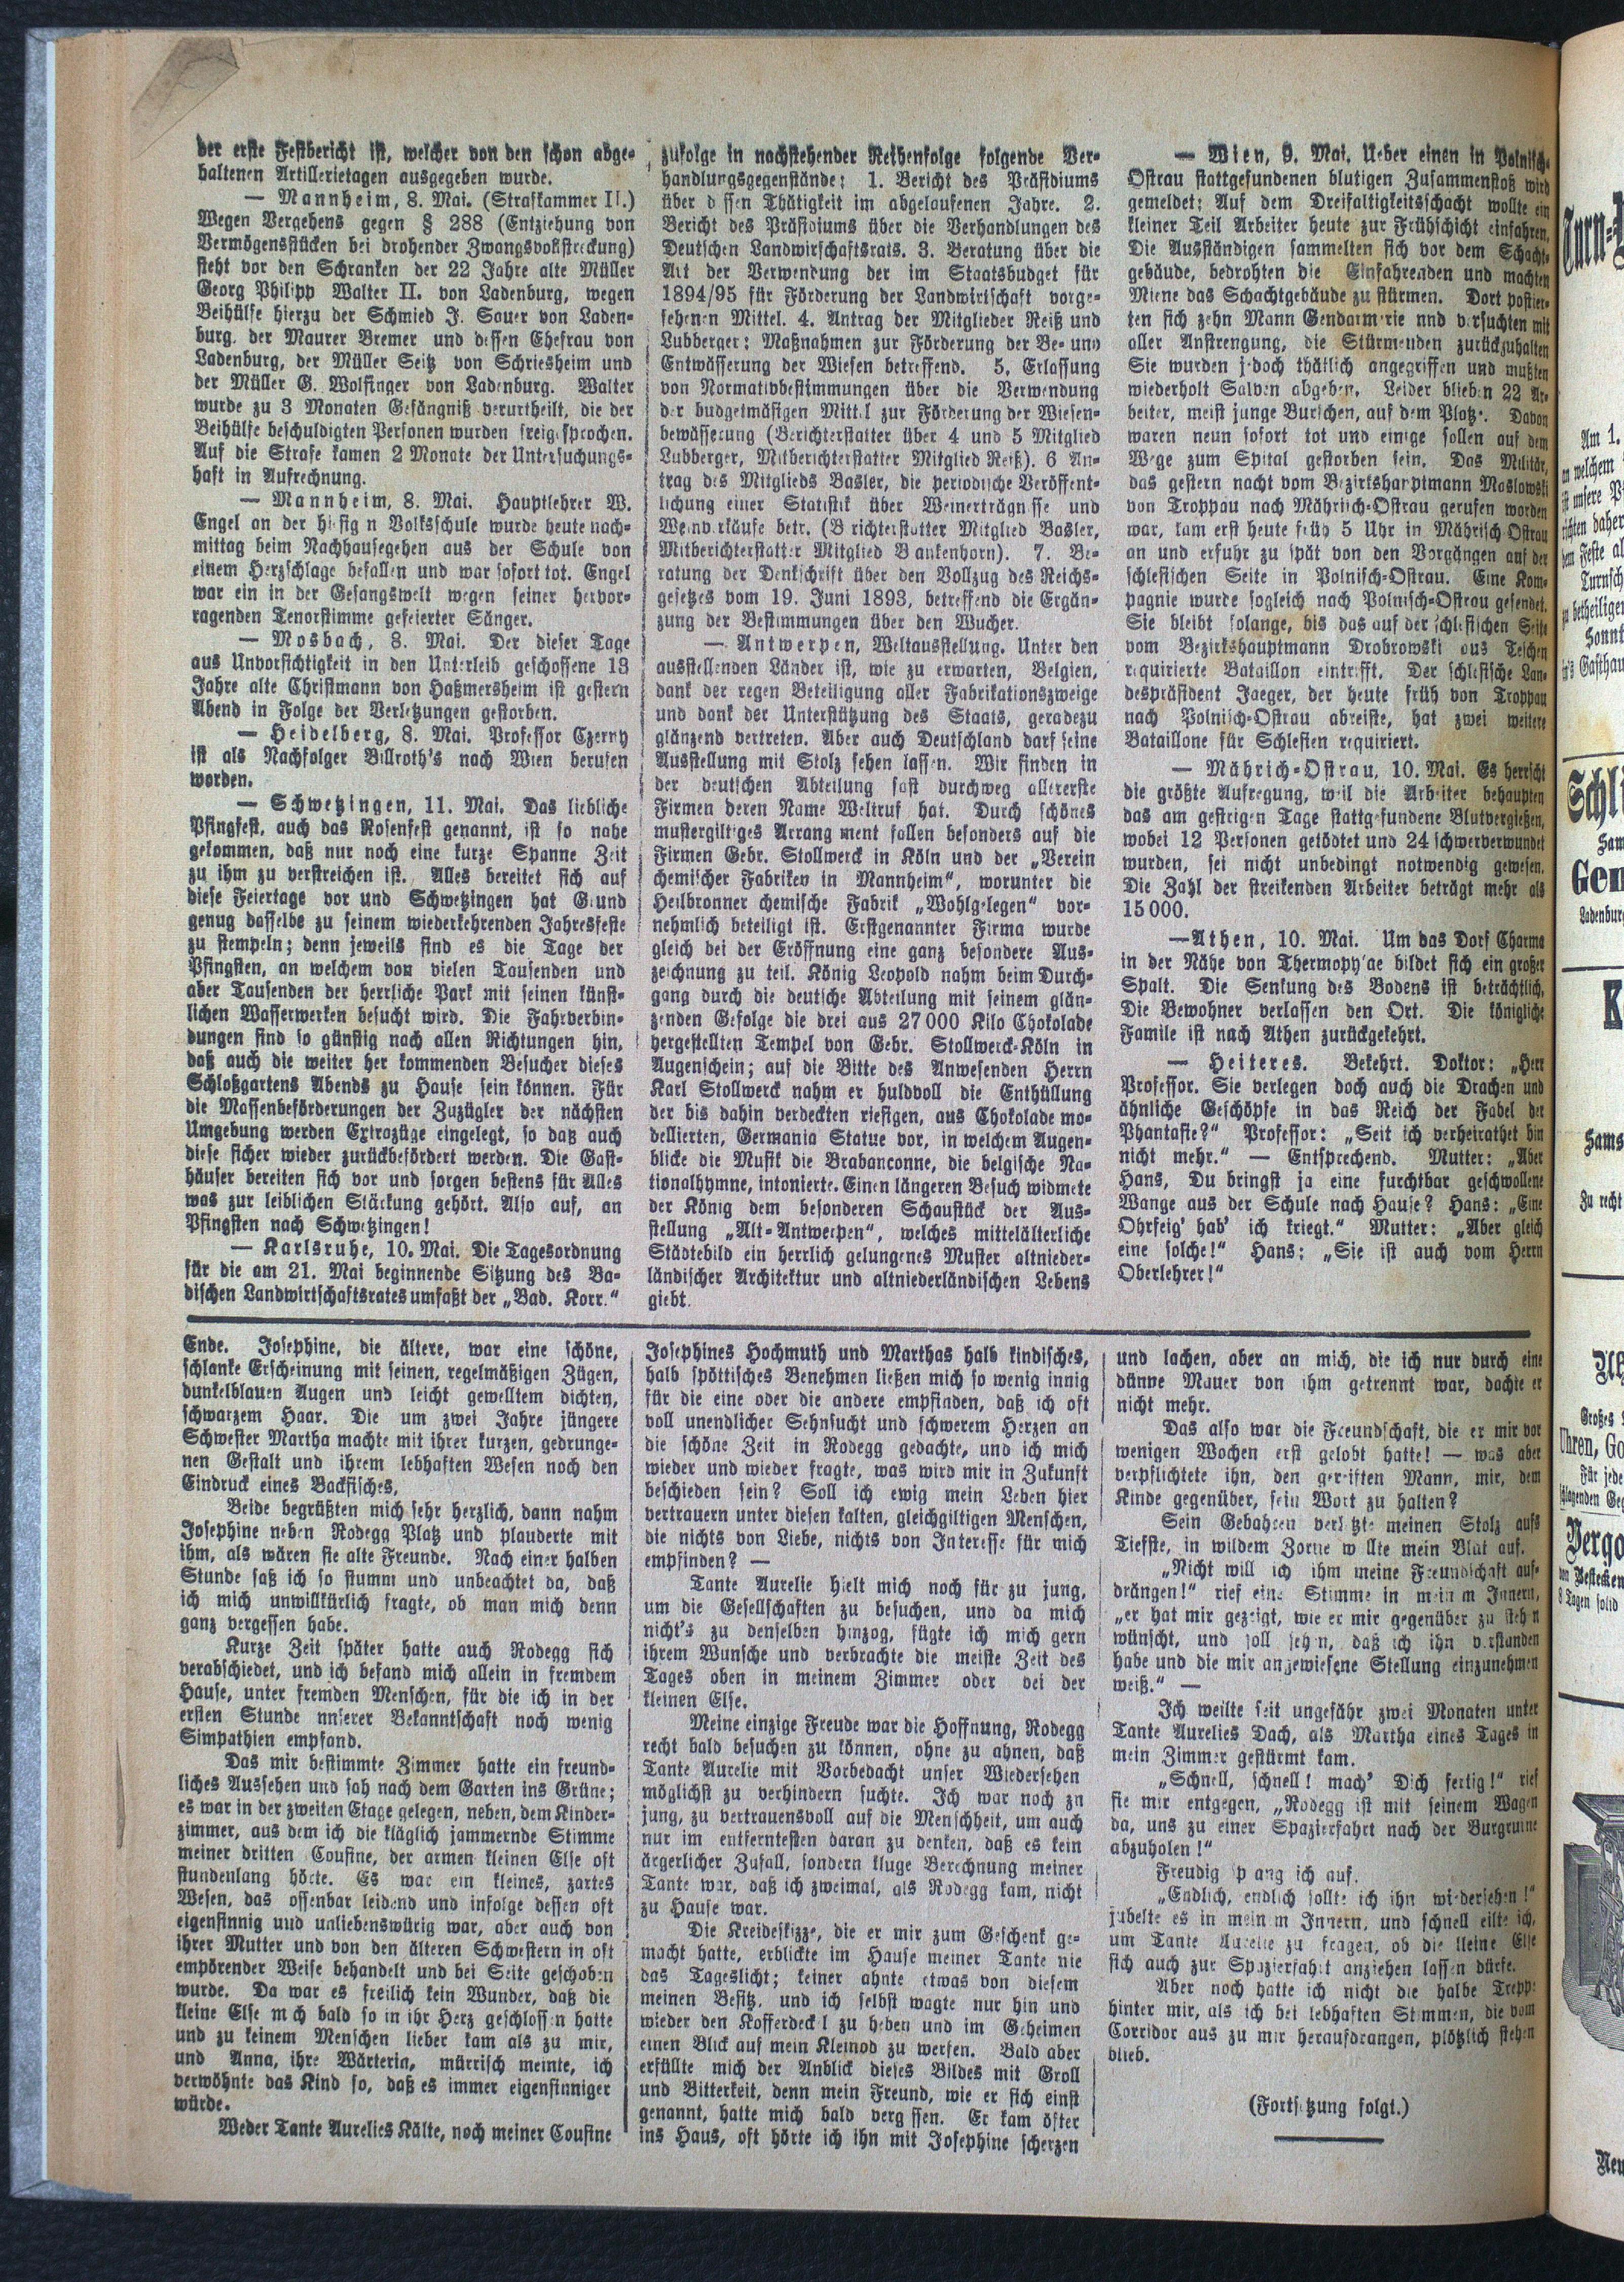 der erste Festbericht ist, welcher von den schon abge-
haltenen Artillerietagen ausgegeben wurde.
— Mannheim, 8. Mai. (Strafkammer II.)
Wegen Vergehens gegen § 288 (Entziehung von
Vermögensstücken bei drohender Zwangsvollstreckung)
steht vor den Schranken der 22 Jahre alte Müller
Georg Philipp Walter II. von Ladenburg, wegen
Beihülfe hierzu der Schmied J. Sauer von Laden-
burg. der Maurer Bremer und dessen Ehefrau von
Ladenburg, der Müller Seitz von Schriesheim und
der Müller G. Wolfinger von Ladenburg. Walter
wurde zu 3 Monaten Gefängniß verurtheilt, die der
Beihülfe beschuldigten Personen wurden freigesprochen.
Auf die Strafe kamen 2 Monate der Untersuchungs-
haft in Aufrechnung.
— Mannheim, 8. Mai. Hauptlehrer W.
Engel an der hiesig n Volksschule wurde heute nach-
mittag beim Nachhausegehen aus der Schule von
einem Herzschlage befallen und war sofort tot. Engel
war ein in der Gesangswelt wegen seiner hervor-
ragenden Tenorstimme gefeierter Sänger.
— Mosbach, 8. Mai. Der dieser Tage
aus Unvorsichtigkeit in den Unterleib geschossene 13
Jahre alte Christmann von Haßmersheim ist gestern
Abend in Folge der Verletzungen gestorben.
— Heidelberg, 8. Mai. Professor Czerny
ist als Nachfolger Billroth's nach Wien berufen
worden.
— Schwetzingen, 11. Mai. Das liebliche
Pfingfest, auch das Rosenfest genannt, ist so nahe
gekommen, daß nur noch eine kurze Spanne Zeit
zu ihm zu verstreichen ist. Alles bereitet sich auf
diese Feiertage vor und Schwetzingen hat Grund
genug dasselbe zu seinem wiederkehrenden Jahresfeste
zu stempeln; denn jeweils sind es die Tage der
Pfingsten, an welchem von vielen Tausenden und
aber Tausenden der herrliche Park mit seinen künst-
lichen Wasserwerken besucht wird. Die Fahrverbin-
dungen sind so günstig nach allen Richtungen hin,
daß auch die weiter her kommenden Besucher dieses
Schloßgartens Abends zu Hause sein können. Für
die Massenbeförderungen der Zuzügler der nächsten
Umgebung werden Extrazüge eingelegt, so daß auch
diese sicher wieder zurückbefördert werden. Die Gast-
häuser bereiten sich vor und sorgen bestens für Alles
was zur leiblichen Stärkung gehört. Also auf, an
Pfingsten nach Schwetzingen!
— Karlsruhe, 10. Mai. Die Tagesordnung
für die am 21. Mai beginnende Sitzung des Ba-
dischen Landwirtschaftsrates umfaßt der „Bad. Korr."
zufolge in nachstehender Reihenfolge folgende Ver-
handlungsgegenstände: 1. Bericht des Präsidiums
über d ssen Thätigkeit im abgelaufenen Jahre. 2.
Bericht des Präsidiums über die Verhandlungen des
Deutschen Landwirtschaftsrats. 3. Beratung über die
Art der Verwendung der im Staatsbudget für
1894/95 für Förderung der Landwirtschaft vorge-
sehenen Mittel. 4. Antrag der Mitglieder Reiß und
Lubberger: Maßnahmen zur Förderung der Be- und
Entwässerung der Wiesen betreffend. 5. Erlassung
von Normativbestimmungen über die Verwendung
der budgetmäsigen Mittel zur Förderung der Wiesen-
bewässerung (Berichterstatter über 4 und 5 Mitglied
Lubberger, Mitberichterstatter Mitglied Reiß). 6 An-
trag des Mitglieds Basler, die periodische Veröffent-
lichung einer Statistik über Weinerträgn sse und
Weinverkäufe betr. (B richterstatter Mitglied Basler,
Mitberichterstatter Mitglied B ankenhorn). 7. Be-
ratung der Denkschrift über den Vollzug des Reichs-
gesetzes vom 19. Juni 1893, betreffend die Ergän-
zung der Bestimmungen über den Wucher.
— Antwerpen, Weltausstellung. Unter den
ausstellenden Länder ist, wie zu erwarten, Belgien,
dank der regen Beteiligung aller Fabrikationszweige
und dank der Unterstützung des Staats, geradezu
glänzend vertreten. Aber auch Deutschland darf seine
Ausstellung mit Stolz sehen lassen. Wir finden in
der deutschen Abteilung fast durchweg allererste
Firmen deren Name Weltruf hat. Durch schönes
mustergiltiges Arrang ment fallen besonders auf die
Firmen Gebr. Stollwerck in Köln und der „Verein
chemischer Fabriken in Mannheim", worunter die
Heilbronner chemische Fabrik „Wohlgelegen" vor-
nehmlich beteiligt ist. Erstgenannter Firma wurde
gleich bei der Eröffnung eine ganz besondere Aus-
zeichnung zu teil. König Leopold nahm beim Durch-
gang durch die deutsche Abteilung mit seinem glän-
zenden Gefolge die drei aus 27000 Kilo Chokolade
hergestellten Tempel von Gebr. Stollwerck-Köln in
Augenschein; auf die Bitte des Anwesenden Herrn
Karl Stollwerck nahm er huldvoll die Enthüllung
der bis dahin verdeckten riesigen, aus Chokolade mo-
dellierten, Germania Statue vor, in welchem Augen-
blicke die Musik die Brabanconne, die belgische Na-
tionalhymne, intonierte. Einen längeren Besuch widmete
der König dem besonderen Schaustück der Aus-
stellung „Alt-Antwerpen", welches mittelälterliche
Städtebild ein herrlich gelungenes Muster altnieder-
ländischer Architektur und altniederländischen Lebens
giebt.
— Wien, 9. Mai. Ueber einen in Polnisch-
Ostrau stattgefundenen blutigen Zusammenstoß wird
gemeldet: Auf dem Dreifaltigkeitsschacht wollte ein
kleiner Teil Arbeiter heute zur Frühschicht einfahren.
Die Ausständigen sammelten sich vor dem Schacht-
gebäude, bedrohten die Einfahrenden und machten
Miene das Schachtgebäude zu stürmen. Dort postier-
ten sich zehn Mann Gendarmerie nnd versuchten mit
aller Anstrengung, die Stürmenden zurückzuhalten
Sie wurden jedoch thätlich angegriffen und mußten
wiederholt Salven abgeben. Leider blieben 22 Ar-
beiter, meist junge Burschen, auf dem Platze. Davon
waren neun sofort tot und einige sollen auf dem
Wege zum Spital gestorben sein. Das Militär,
das gestern nacht vom Bezirkshauptmann Maslowski
von Troppau nach Mährisch-Ostrau gerufen worden
war, kam erst heute früh 5 Uhr in Mährisch-Ostrau
an und erfuhr zu spät von den Vorgängen auf der
schlesischen Seite in Polnisch-Ostrau. Eine Kom-
pagnie wurde sogleich nach Polnisch-Ostrau gesendet.
Sie bleibt solange, bis das auf der schlesischen Seite
vom Bezirkshauptmann Drobrowski aus Teschen
requirierte Bataillon eintrifft. Der schlesische Lan-
despräsident Jaeger, der heute früh von Troppau
nach Polnisch-Ostrau abreiste, hat zwei weitere
Bataillone für Schlesien requiriert.
— Mährich-Ostrau, 10. Mai. Es herrscht
die größte Aufregung, weil die Arbeiter behaupten
das am gestrigen Tage stattgefundene Blutvergießen,
wobei 12 Personen getödtet und 24 schwerverwundet
wurden, sei nicht unbedingt notwendig gewesen.
Die Zahl der streikenden Arbeiter beträgt mehr als
15000.
—Athen, 10. Mai. Um das Dorf Charma
in der Nähe von Thermopylae bildet sich ein großer
Spalt. Die Senkung des Bodens ist beträchtlich,
Die Bewohner verlassen den Ort. Die königliche
Famile ist nach Athen zurückgekehrt.
— Heiteres. Bekehrt. Doktor: „Herr
Professor. Sie verlegen doch auch die Drachen und
ähnliche Geschöpfe in das Reich der Fabel der
Phantasie?" Professor: „Seit ich verheirathet bin
nicht mehr." — Entsprechend. Mutter: „Aber
Hans, Du bringst ja eine furchtbar geschwollene
Wange aus der Schule nach Hause? Hans: „Eine
Ohrfeig' hab' ich kriegt." Mutter: „Aber gleich
eine solche!" Hans: „Sie ist auch vom Herrn
Oberlehrer!"
Ende. Josephine, die ältere, war eine schöne,
schlanke Erscheinung mit seinen, regelmäßigen Zügen,
dunkelblauen Augen und leicht gewelltem dichten,
schwarzem Haar. Die um zwei Jahre jüngere
Schwester Martha machte mit ihrer kurzen, gedrunge-
nen Gestalt und ihrem lebhaften Wesen noch den
Eindruck eines Backfisches,
Beide begrüßten mich sehr herzlich, dann nahm
Josephine neben Rodegg Platz und plauderte mit
ihm, als wären sie alte Freunde. Nach einer halben
Stunde saß ich so stumm und unbeachtet da, daß
ich mich unwillkürlich fragte, ob man mich denn
ganz vergessen habe.
Kurze Zeit später hatte auch Rodegg sich
verabschiedet, und ich befand mich allein in fremdem
Hause, unter fremden Menschen, für die ich in der
ersten Stunde nnserer Bekanntschaft noch wenig
Simpathien empfand.
Das mir bestimmte Zimmer hatte ein freund-
liches Aussehen und sah nach dem Garten ins Grüne;
es war in der zweiten Etage gelegen, neben, dem Kinder-
zimmer, aus dem ich die kläglich jammernde Stimme
meiner dritten Cousine, der armen kleinen Else oft
stundenlang hörte. Es war ein kleines, zartes
Wesen, das offenbar leidend und infolge dessen oft
eigensinnig und unliebenswürig war, aber auch von
ihrer Mutter und von den älteren Schwestern in oft
empörender Weise behandelt und bei Seite geschoben
wurde. Da war es freilich kein Wunder, daß die
kleine Else m ch bald so in ihr Herz geschloss n hatte
und zu keinem Menschen lieber kam als zu mir,
und Anna, ihre Wärterin, mürrisch meinte, ich
verwöhnte das Kind so, daß es immer eigensinniger
würde.
Weder Tante Aurelies Kälte, noch meiner Cousine
Josephines Hochmuth und Marthas halb kindisches,
halb spöttisches Benehmen ließen mich so wenig innig
für die eine oder die andere empfinden, daß ich oft
voll unendlicher Sehnsucht und schwerem Herzen an
die schöne Zeit in Rodegg gedachte, und ich mich
wieder und wieder fragte, was wird mir in Zukunft
beschieden sein? Soll ich ewig mein Leben hier
vertrauern unter diesen kalten, gleichgiltigen Menschen,
die nichts von Liebe, nichts von Interesse für mich
empfinden? —
Tante Aurelie hielt mich noch für zu jung,
um die Gesellschaften zu besuchen, und da mich
nicht's zu denselben hinzog, fügte ich mich gern
ihrem Wunsche und verbrachte die meiste Zeit des
Tages oben in meinem Zimmer oder bei der
kleinen Else.
Meine einzige Freude war die Hoffnung, Rodegg
recht bald besuchen zu können, ohne zu ahnen, daß
Tante Aurelie mit Vorbedacht unser Wiedersehen
möglichst zu verhindern suchte. Ich war noch zu
jung, zu vertrauensvoll auf die Menschheit, um auch
nur im entferntesten daran zu denken, daß es kein
ärgerlicher Zufall, sondern kluge Berechnung meiner
Tante war, daß ich zweimal, als Rodegg kam, nicht
zu Hause war.
Die Kreideskizze, die er mir zum Geschenk ge-
macht hatte, erblickte im Hause meiner Tante nie
das Tageslicht; keiner ahnte etwas von diesem
meinen Besitz. und ich selbst wagte nur hin und
wieder den Kofferdeck l zu heben und im Geheimen
einen Blick auf mein Kleinod zu werfen. Bald aber
erfüllte mich der Anblick dieses Bildes mit Groll
und Bitterkeit, denn mein Freund, wie er sich einst
genannt, hatte mich bald verg ssen. Er kam öfter
ins Haus, oft hörte ich ihn mit Josephine scherzen
und lachen, aber an mich, die ich nur durch eine
dünne Mauer von ihm getrennt war, dachte er
nicht mehr.
Das also war die Freundschaft, die er mir vor
wenigen Wochen erst gelobt hatte! — was aber
verpflichtete ihn, den gereiften Mann, mir, dem
Kinde gegenüber, sein Wort zu halten?
Sein Gebahren verletzte meinen Stolz aufs
Tiefste, in wildem Zorne w llte mein Blut auf.
„Nicht will ich ihm meine Freundschaft auf-
drängen!" rief eine Stimme in mein m Innern,
„er hat mir gezeigt, wie er mir gegenüber zu steh n
wünscht, und soll seh n, daß ich ihn verstanden
habe und die mir angewiesene Stellung einzunehmen
weiß." —
Ich weilte seit ungefähr zwei Monaten unter
Tante Aurelies Dach, als Martha eines Tages in
mein Zimmer gestürmt kam.
„Schnell, schnell! mach' Dich fertig!" rief
sie mir entgegen, „Rodegg ist mit seinem Wagen
da, uns zu einer Spazierfahrt nach der Burgruine
abzuholen!"
Freudig sp ang ich auf.
„Endlich, endlich sollte ich ihn wiedersehen!"
jubelte es in mein m Innern, und schnell eilte ich,
um Tante Aurelie zu fragen, ob die kleine Else
sich auch zur Spazierfahrt anziehen lassen dürfe.
Aber noch hatte ich nicht die halbe Treppe
hinter mir, als ich bei lebhaften Stimmen, die vom
Corridor aus zu mir heraufdrangen, plötzlich stehen
blieb.
(Fortsetzung folgt.)
Turn-
Am 1.
an welchem
ist unsere
richten daher
dem Feste
Turnsch
zu betheiligen
Sonnt
Gasthau
Schl
Sam
Gem
Ladenburg
K
Sams
Zu recht
Uh
Großes
Uhren, Go
Für jede
schlagenden
Vergo
von Bestecken
8 Tagen solid
Neu